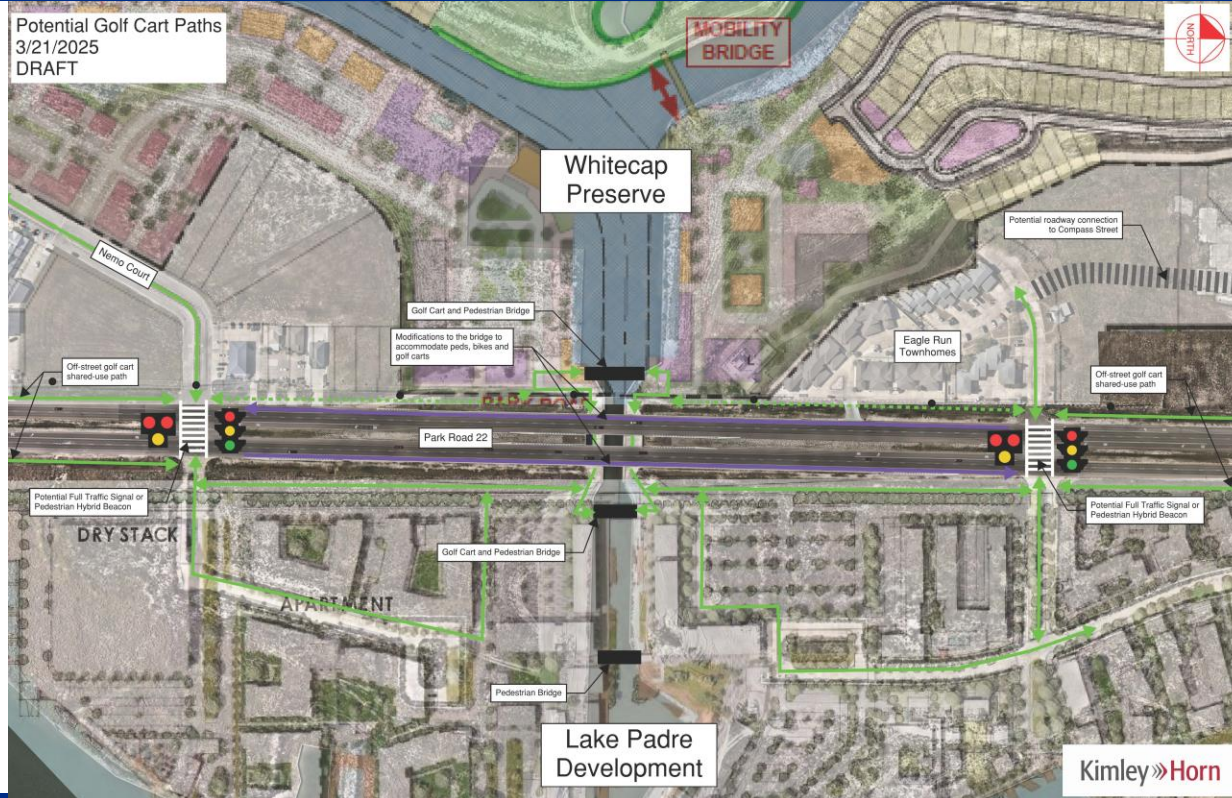 Potential Golf Cart Paths
3/21/2025
DRAFT
MOBILITY
BRIDGE
NORTH
Whitecap
Preserve
Potential roadway connection
to Compass Street
Nemo Court
Golf Cart and Pedestrian Bridge
Modifications to the bridge to
accommodate peds, bikes and
golf carts
Eagle Run
Townhomes
Off-street golf cart
shared-use path
Off-street golf cart
shared-use path
Park Road 22
Potential Full Traffic Signal or
Pedestrian Hybrid Beacon
Potential Full Traffic Signal or
Pedestrian Hybrid Beacon
DRY STACK
Golf Cart and Pedestrian Bridge
APARTMENT
Pedestrian Bridge
Lake Padre
Development
Kimley»Horn